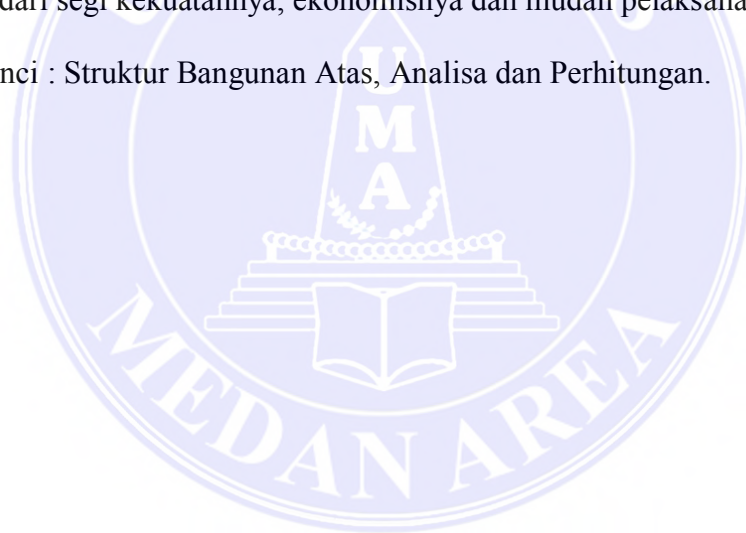 dari segi kekuatannya, ekonomisnya dan mudah pelaksana
nci : Struktur Bangunan Atas, Analisa dan Perhitungan.
U
M
A
MEDAN AREA